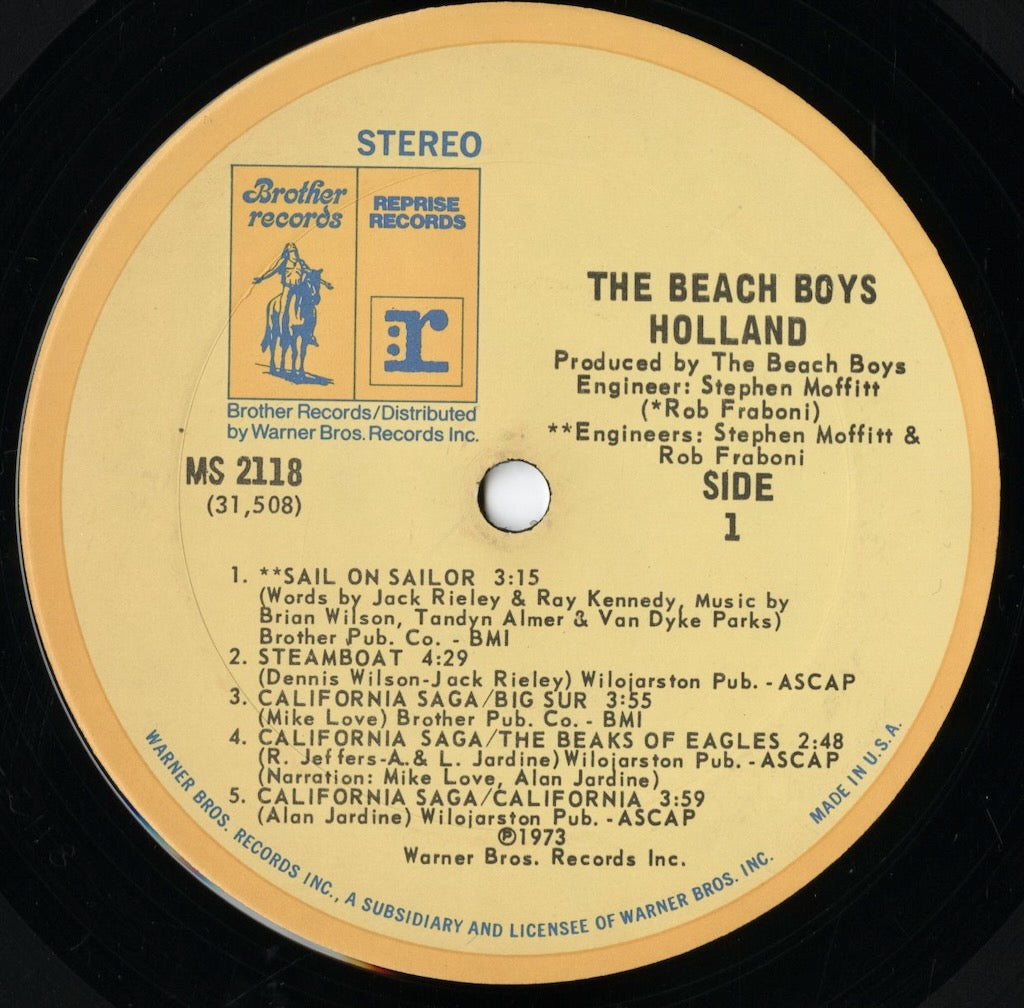 STEREO
Brother
records
REPRISE
RECORDS
:r
Brother Records/Distributed
by Warner Bros. Records Inc.
MS 2118
(31,508)
THE BEACH BOYS
HOLLAND
Produced by The Beach Boys
Engineer: Stephen Moffitt
(*Rob Fraboni)
**Engineers: Stephen Moffitt &
Rob Fraboni
SIDE
1
1. **SAIL ON SAILOR 3:15
(Words by Jack Rieley & Ray Kennedy, Music by
Brian Wilson, Tandyn Almer & Van Dyke Parks)
Brother Pub. Co. - BMI
2. STEAMBOAT 4:29
(Dennis Wilson-Jack Rieley) Wilojarston Pub. - ASCAP
3. CALIFORNIA SAGA/BIG SUR 3:55
(Mike Love) Brother Pub. Co. - BMI
4. CALIFORNIA SAGA/THE BEAKS OF EAGLES 2:48
(R. Jeffers-A. & L. Jardine) Wilojarston Pub. - ASCAP
(Narration: Mike Love, Alan Jardine)
5. CALIFORNIA SAGA/CALIFORNIA 3:59
(Alan Jardine) Wilojarston Pub. - ASCAP
℗1973
Warner Bros. Records Inc.
WARNER BROS. RECORDS INC., A SUBSIDIARY AND LICENSEE OF WARNER BROS. INC.
MADE IN U.S.A.